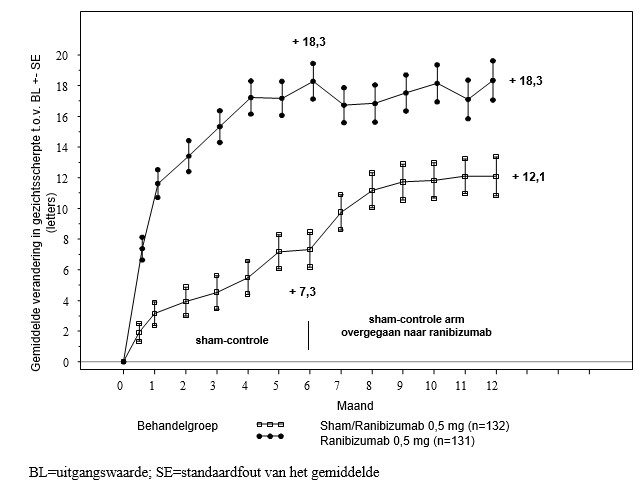 Gemiddelde verandering in gezichtsscherpte t.o.v. BL +- SE
(letters)
20
18
16
14
12
10
8
6
4
2
0
+ 18,3
+ 18,3
+ 12,1
+ 7,3
sham-controle
sham-controle arm
overgegaan naar ranibizumab
0 1 2 3 4 5 6 7 8 9 10 11 12
Maand
Behandelgroep
Sham/Ranibizumab 0,5 mg (n=132)
Ranibizumab 0,5 mg (n=131)
BL=uitgangswaarde; SE=standaardfout van het gemiddelde